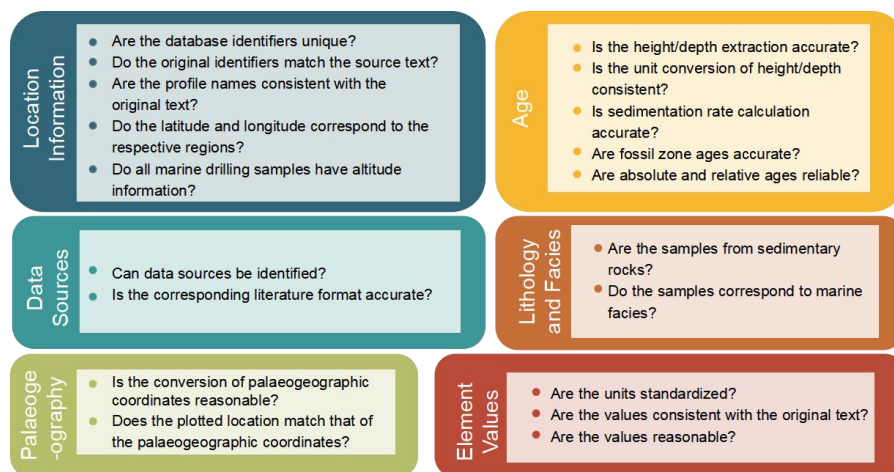 Location
Information
Are the database identifiers unique?
Do the original identifiers match the source text?
Are the profile names consistent with the
original text?
Do the latitude and longitude correspond to the
respective regions?
Do all marine drilling samples have altitude
information?
Age
Is the height/depth extraction accurate?
Is the unit conversion of height/depth
consistent?
Is sedimentation rate calculation
accurate?
Are fossil zone ages accurate?
Are absolute and relative ages reliable?
Data
Sources
Can data sources be identified?
Is the corresponding literature format accurate?
Lithology
and Facies
Are the samples from sedimentary
rocks?
Do the samples correspond to marine
facies?
Palaeoge
-ography
Is the conversion of palaeogeographic
coordinates reasonable?
Does the plotted location match that of
the palaeogeographic coordinates?
Element
Values
Are the units standardized?
Are the values consistent with the original text?
Are the values reasonable?